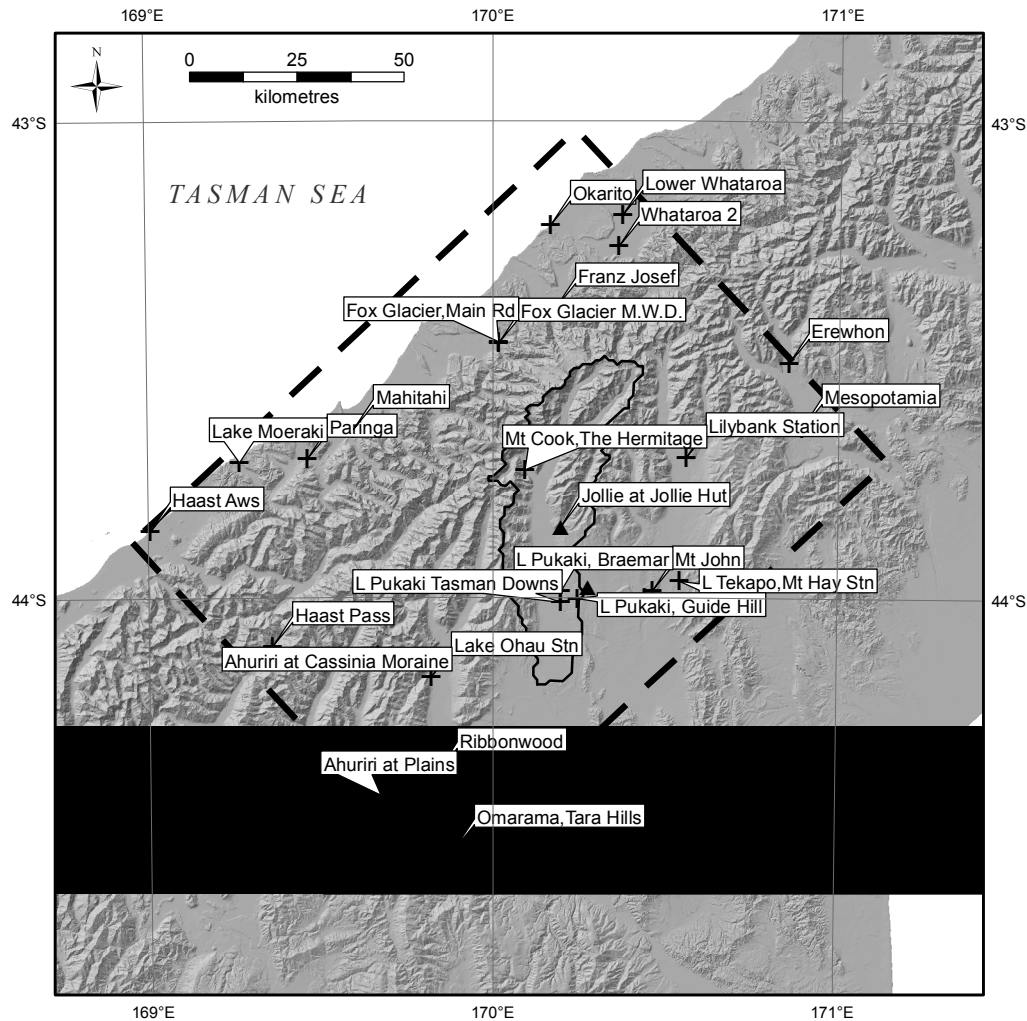 169°E
170°E
171°E
N
0
25
50
kilometres
43°S
43°S
TASMAN SEA
Okarito
Lower Whataroa
Whataroa 2
Franz Josef
Fox Glacier,Main Rd
Fox Glacier M.W.D.
Erewhon
Mahitahi
Mesopotamia
Lake Moeraki
Paringa
Mt Cook,The Hermitage
Lilybank Station
Haast Aws
Jollie at Jollie Hut
L Pukaki, Braemar
Mt John
L Pukaki Tasman Downs
L Tekapo,Mt Hay Stn
44°S
44°S
L Pukaki, Guide Hill
Haast Pass
Lake Ohau Stn
Ahuriri at Cassinia Moraine
Ribbonwood
Ahuriri at Plains
Omarama,Tara Hills
169°E
170°E
171°E